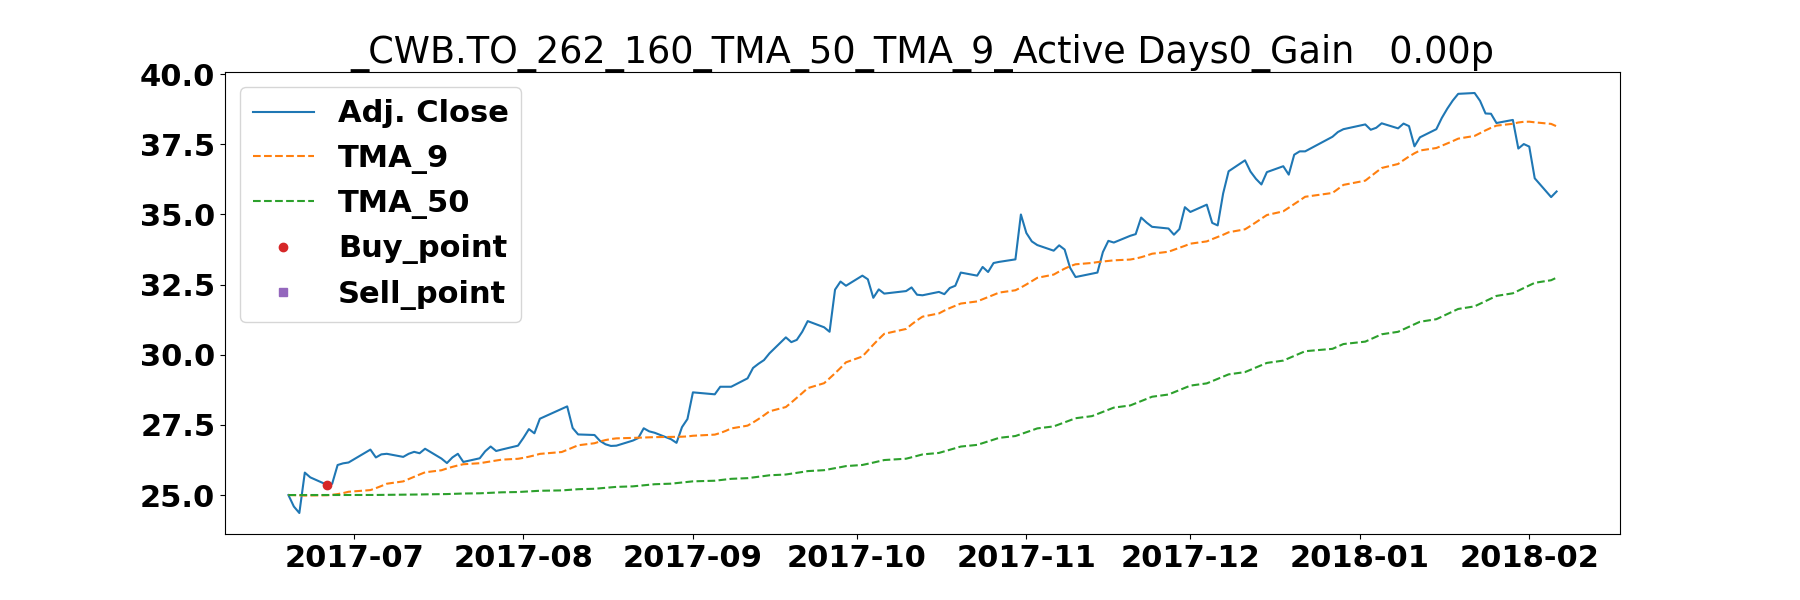 _CWB.TO_262_160_TMA_50_TMA_9_Active Days0_Gain   0.00p
40.0
37.5
35.0
32.5
30.0
27.5
25.0
Adj. Close
TMA_9
TMA_50
Buy_point
Sell_point
2017-07 2017-08 2017-09 2017-10 2017-11 2017-12 2018-01 2018-02